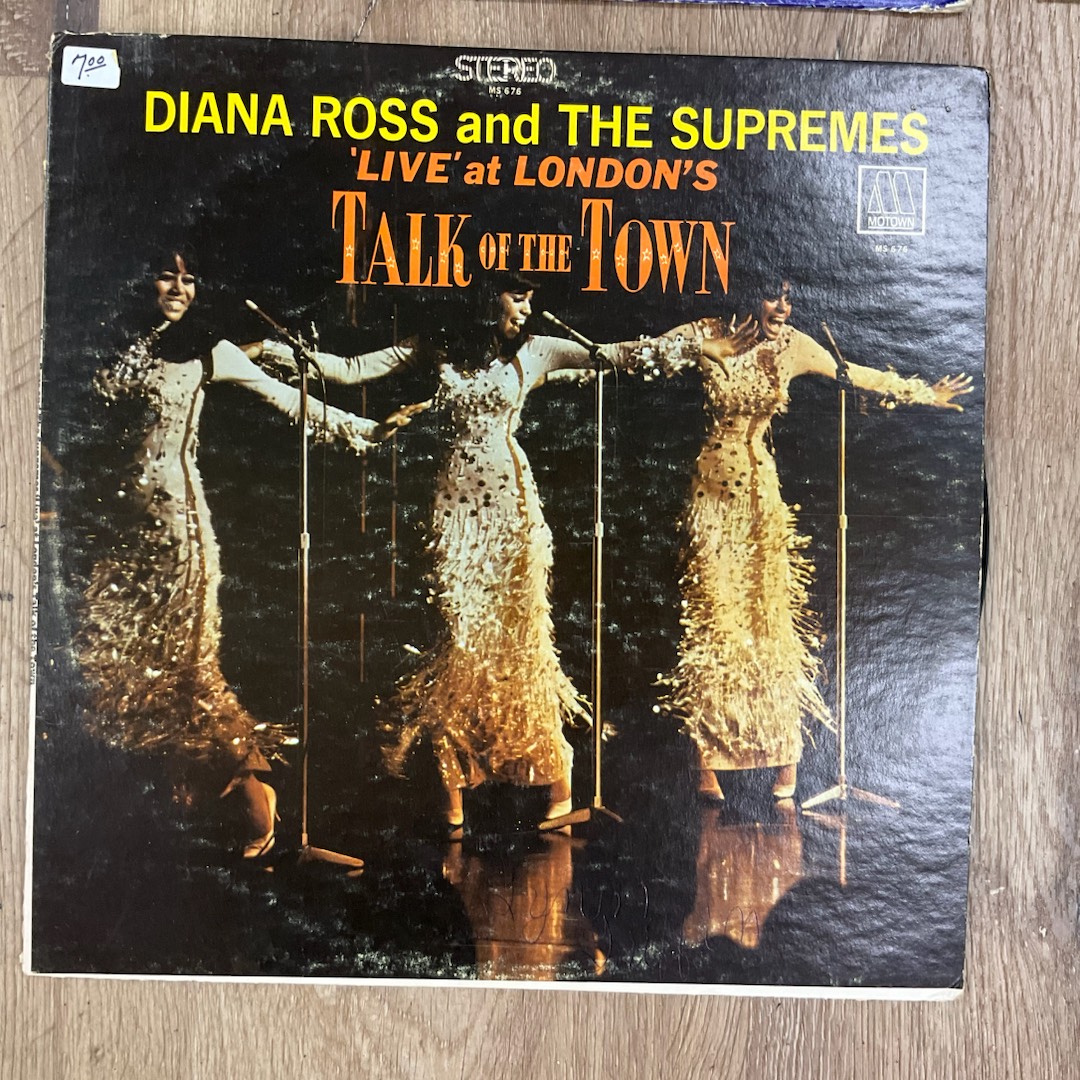 7.00
STEREO
MS 676
DIANA ROSS and THE SUPREMES
'LIVE' at LONDON'S
TALK OF THE TOWN
MOTOWN
MS 676